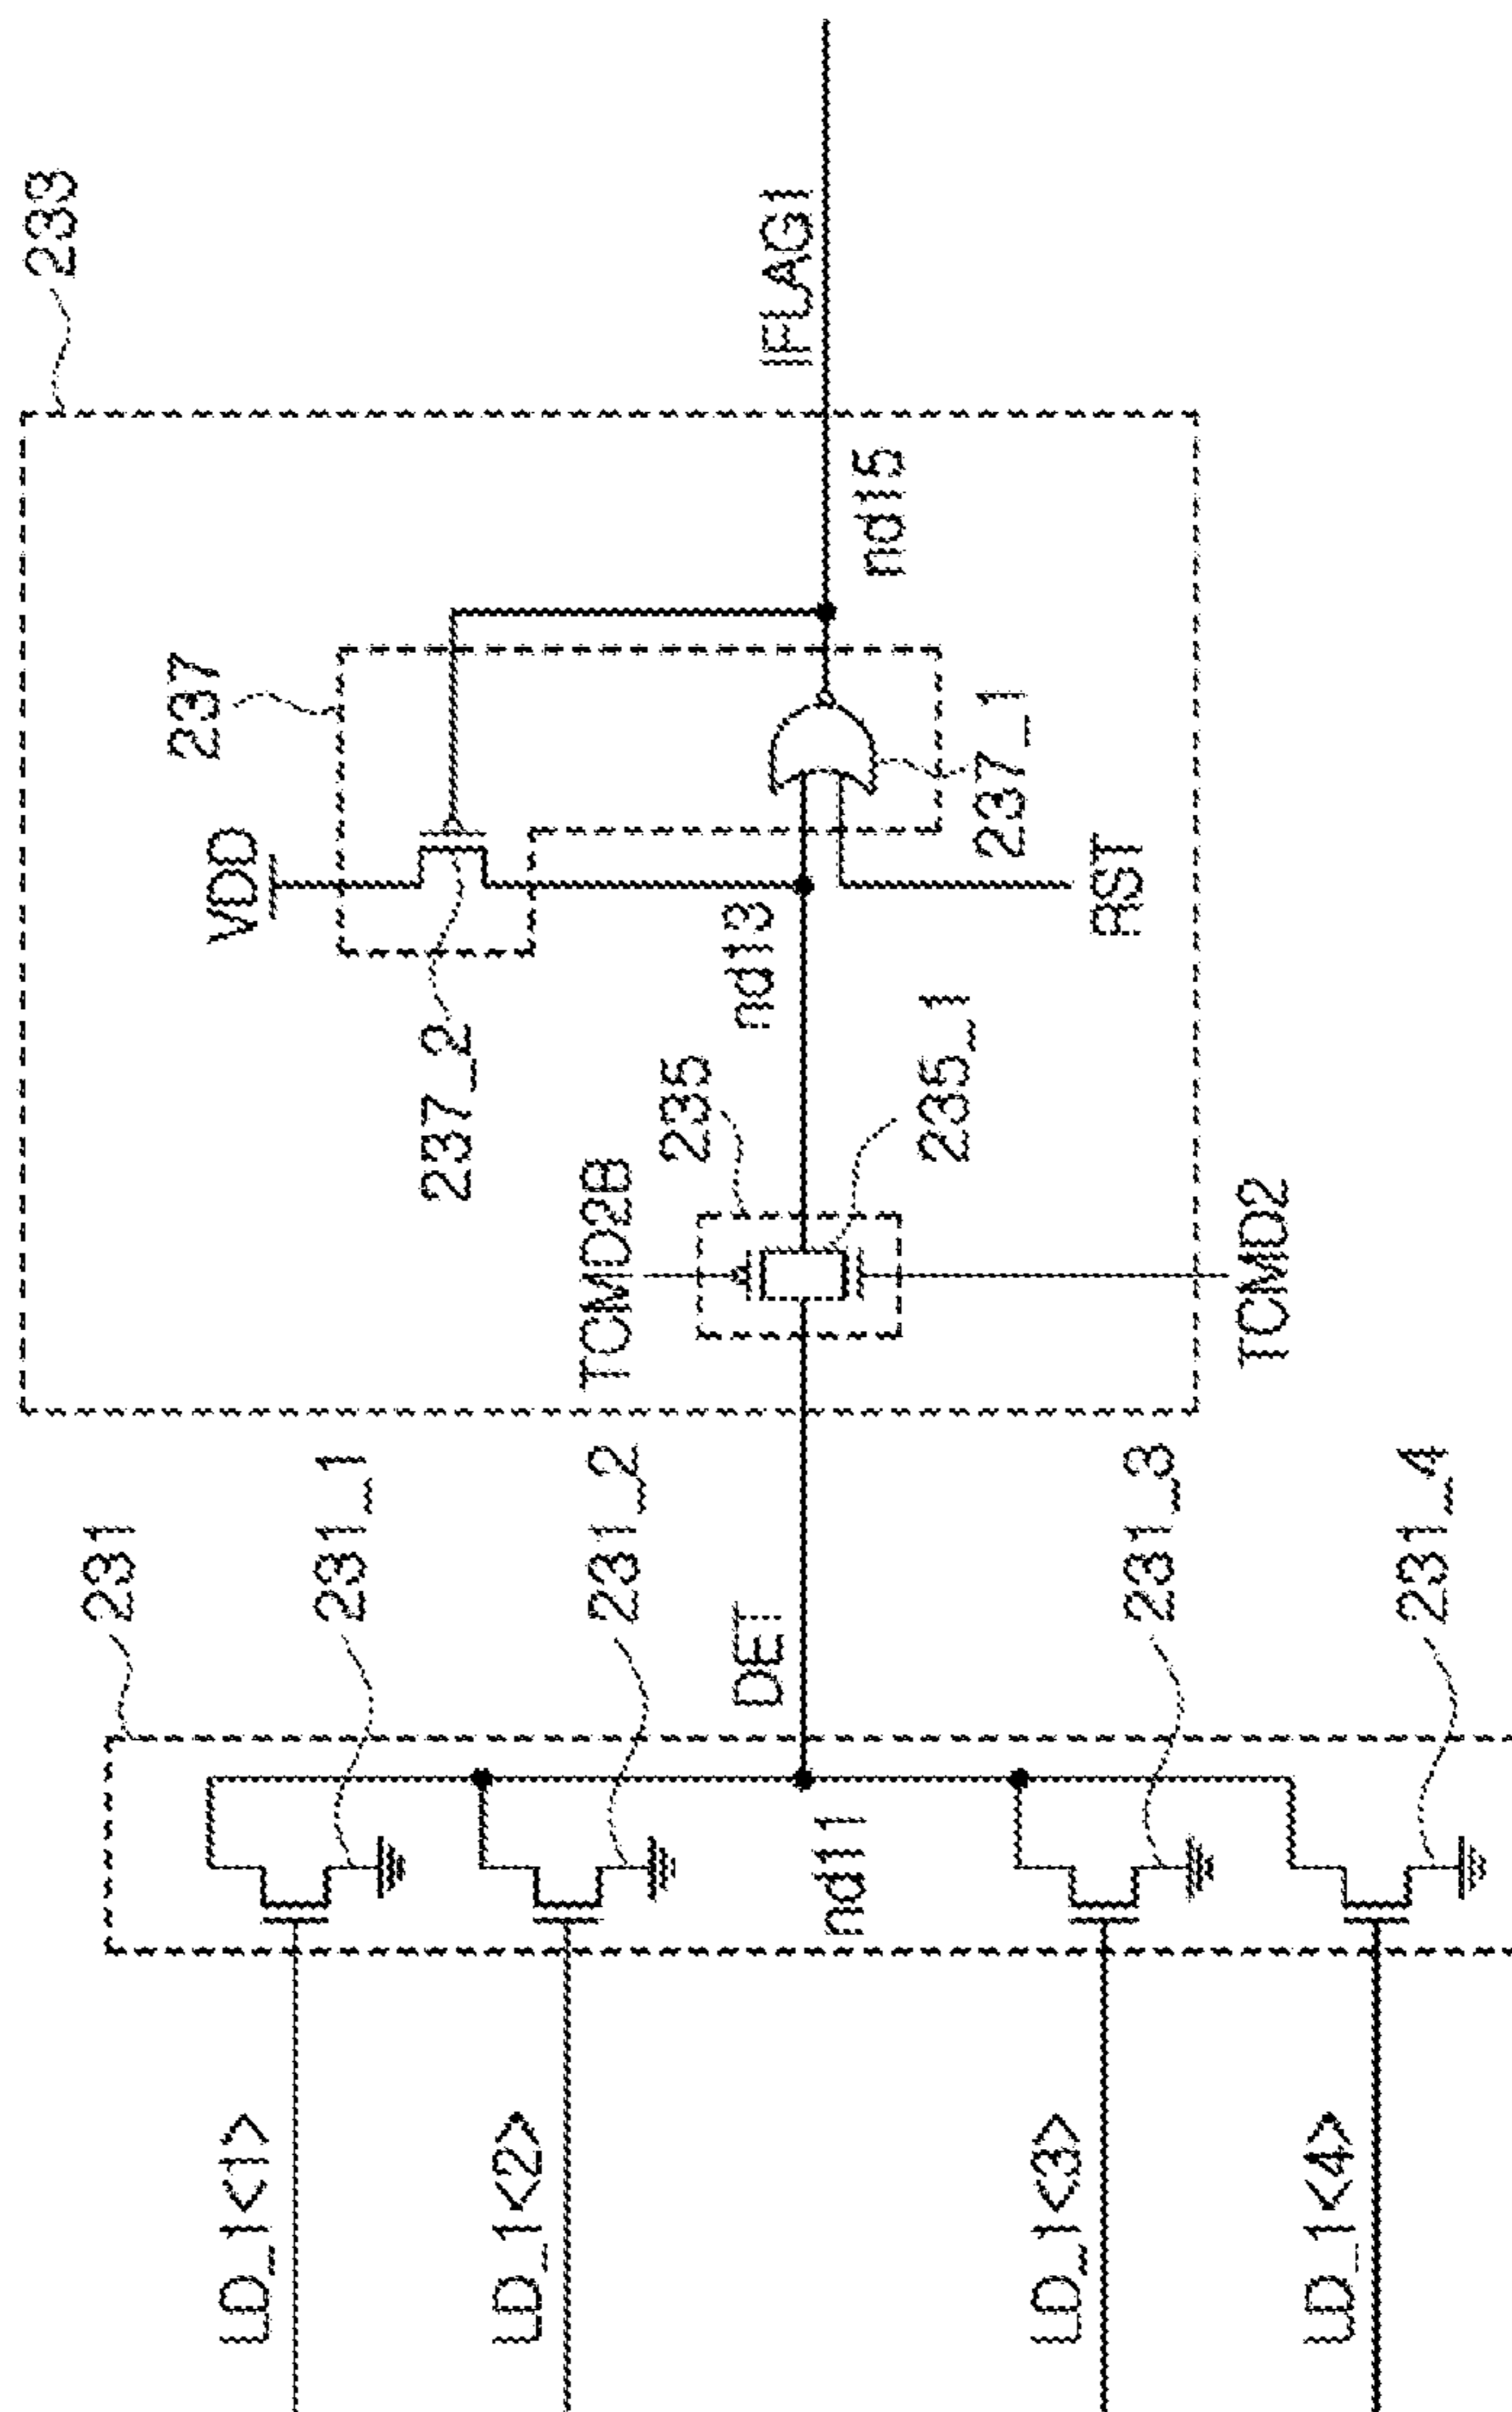 233
237
VDD
237_2
nd13
237_1
RST
nd15
IFLAG1
TCMD2B
235
235_1
TCMD2
231
231_1
231_2
DET
nd11
231_3
231_4
LD_1<1>
LD_1<2>
LD_1<3>
LD_1<4>